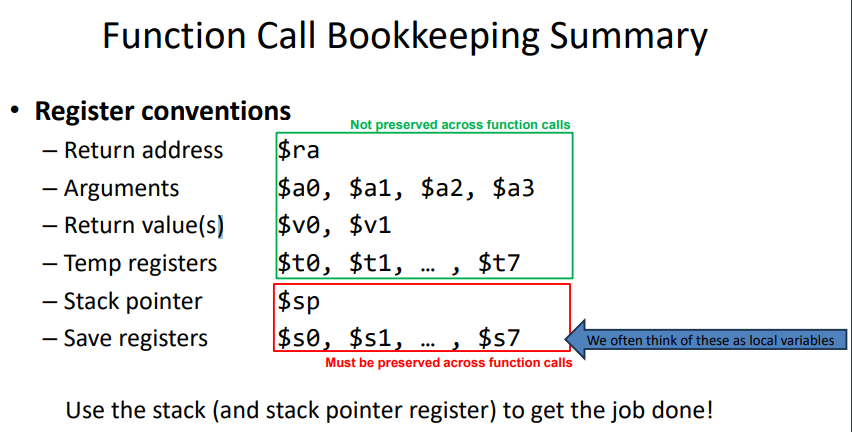 Function Call Bookkeeping Summary
• Register conventions
Not preserved across function calls
– Return address $ra
– Arguments $a0, $a1, $a2, $a3
– Return value(s) $v0, $v1
– Temp registers $t0, $t1, … , $t7
– Stack pointer $sp
– Save registers $s0, $s1, … , $s7
We often think of these as local variables
Must be preserved across function calls
Use the stack (and stack pointer register) to get the job done!